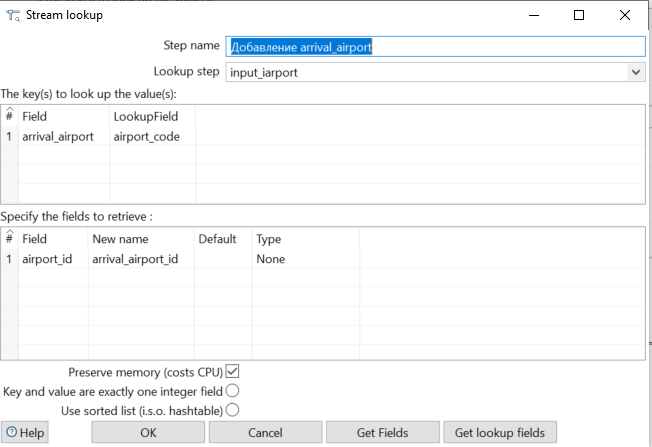 Stream lookup
Step name Добавление arrival_airport
Lookup step input_iarport
The key(s) to look up the value(s):
# Field LookupField
1 arrival_airport airport_code
Specify the fields to retrieve :
# Field New name Default Type
1 airport_id arrival_airport_id None
Preserve memory (costs CPU)
Key and value are exactly one integer field
Use sorted list (i.s.o. hashtable)
Help OK Cancel Get Fields Get lookup fields